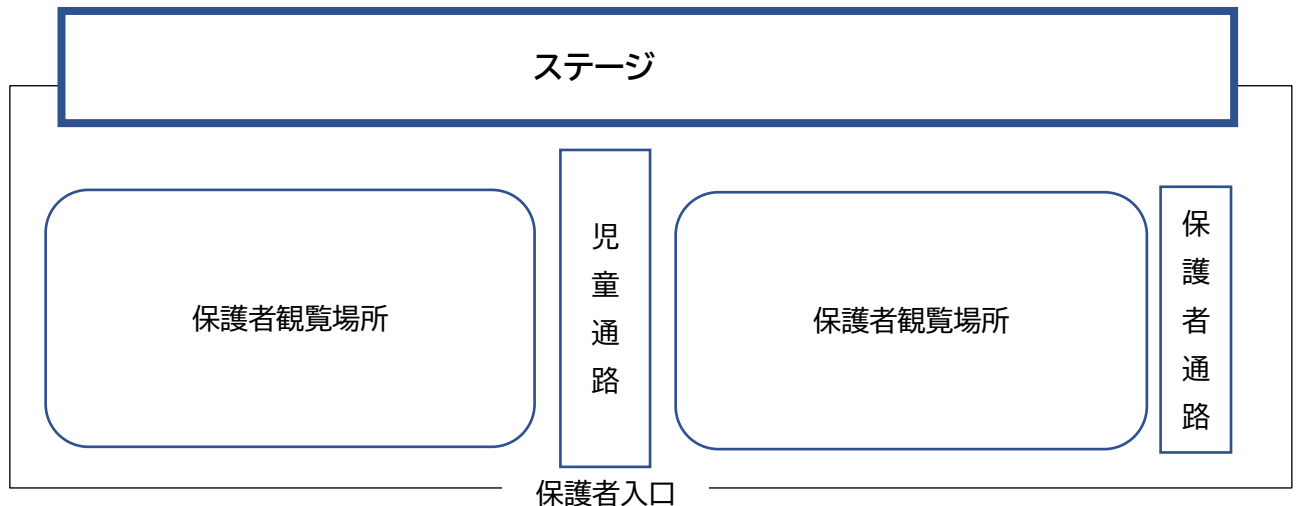 ステージ
保護者観覧場所
児童通路
保護者観覧場所
保護者通路
保護者入口